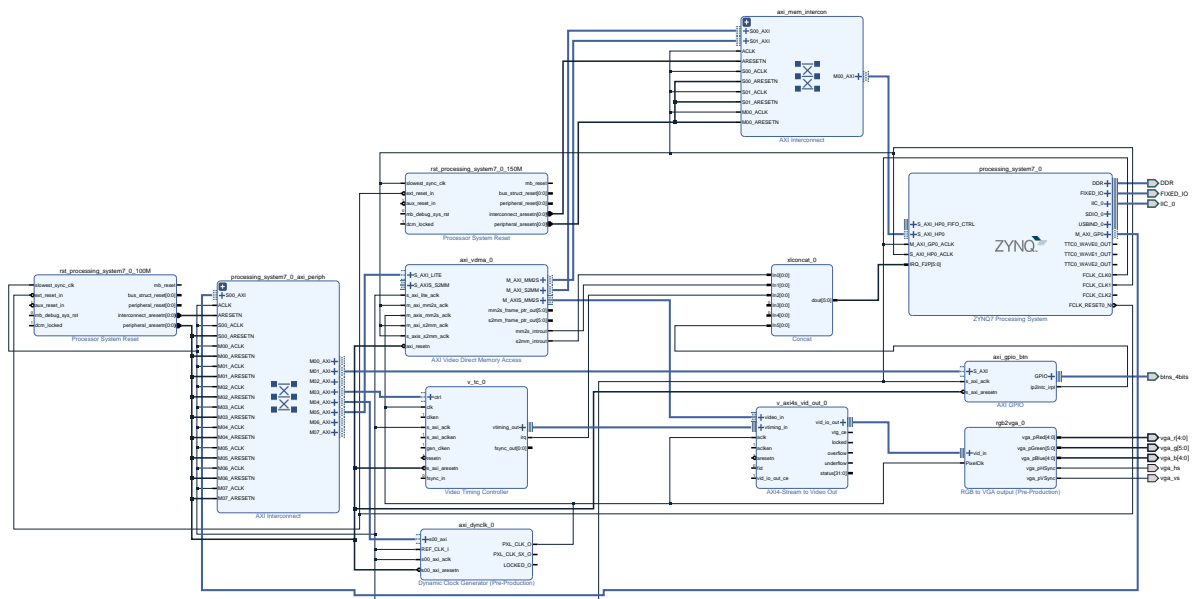 axi_mem_intercon
S00_AXI
S01_AXI
ACLK
ARESETN
S00_ACLK
S00_ARESETN
S01_ACLK
S01_ARESETN
M00_ACLK
M00_ARESETN
M00_AXI
AXI Interconnect
rst_processing_system7_0_150M
slowest_sync_clk
ext_reset_in
aux_reset_in
mb_debug_sys_rst
dcm_locked
mb_reset
bus_struct_reset[0:0]
peripheral_reset[0:0]
interconnect_aresetn[0:0]
peripheral_aresetn[0:0]
Processor System Reset
processing_system7_0
S_AXI_HP0_FIFO_CTRL
S_AXI_HP0
M_AXI_GP0_ACLK
S_AXI_HP0_ACLK
IRQ_F2P[0:0]
ZYNQ
DDR
FIXED_IO
IIC_0
SDIO_0
USBIND_0
M_AXI_GP0
TTC0_WAVE0_OUT
TTC0_WAVE1_OUT
TTC0_WAVE2_OUT
FCLK_CLK0
FCLK_CLK1
FCLK_CLK2
FCLK_RESET0_N
ZYNQ7 Processing System
DDR
FIXED_IO
IIC_0
rst_processing_system7_0_100M
slowest_sync_clk
ext_reset_in
aux_reset_in
mb_debug_sys_rst
dcm_locked
mb_reset
bus_struct_reset[0:0]
peripheral_reset[0:0]
interconnect_aresetn[0:0]
peripheral_aresetn[0:0]
Processor System Reset
processing_system7_0_axi_periph
S00_AXI
ACLK
ARESETN
S00_ACLK
S00_ARESETN
M00_ACLK
M00_ARESETN
M01_ACLK
M01_ARESETN
M02_ACLK
M02_ARESETN
M03_ACLK
M03_ARESETN
M04_ACLK
M04_ARESETN
M05_ACLK
M05_ARESETN
M06_ACLK
M06_ARESETN
M07_ACLK
M07_ARESETN
M00_AXI
M01_AXI
M02_AXI
M03_AXI
M04_AXI
M05_AXI
M06_AXI
M07_AXI
AXI Interconnect
axi_vdma_0
S_AXI_LITE
S_AXIS_S2MM
s_axi_lite_aclk
m_axi_mm2s_aclk
m_axis_mm2s_aclk
m_axi_s2mm_aclk
s_axis_s2mm_aclk
axi_resetn
M_AXI_MM2S
M_AXI_S2MM
M_AXIS_MM2S
mm2s_frame_ptr_out[5:0]
s2mm_frame_ptr_out[5:0]
mm2s_introut
s2mm_introut
AXI Video Direct Memory Access
xlconcat_0
In0[0:0]
In1[0:0]
In2[0:0]
In3[0:0]
In4[0:0]
In5[0:0]
dout[5:0]
Concat
axi_gpio_btn
S_AXI
s_axi_aclk
s_axi_aresetn
GPIO
ip2intc_irpt
AXI GPIO
btns_4bits
v_tc_0
ctrl
clk
clken
s_axi_aclk
s_axi_aclken
gen_clken
resetn
s_axi_aresetn
fsync_in
vtiming_out
irq
fsync_out[0:0]
Video Timing Controller
v_axi4s_vid_out_0
video_in
vtiming_in
aclk
aclken
aresetn
fid
vid_io_out_ce
vid_io_out
vtg_ce
locked
overflow
underflow
status[31:0]
AXI4-Stream to Video Out
rgb2vga_0
vid_in
PixelClk
vga_pRed[4:0]
vga_pGreen[5:0]
vga_pBlue[4:0]
vga_pHSync
vga_pVSync
RGB to VGA output (Pre-Production)
vga_r[4:0]
vga_g[5:0]
vga_b[4:0]
vga_hs
vga_vs
axi_dynclk_0
s00_axi
REF_CLK_I
s00_axi_aclk
s00_axi_aresetn
PXL_CLK_O
PXL_CLK_5X_O
LOCKED_O
Dynamic Clock Generator (Pre-Production)